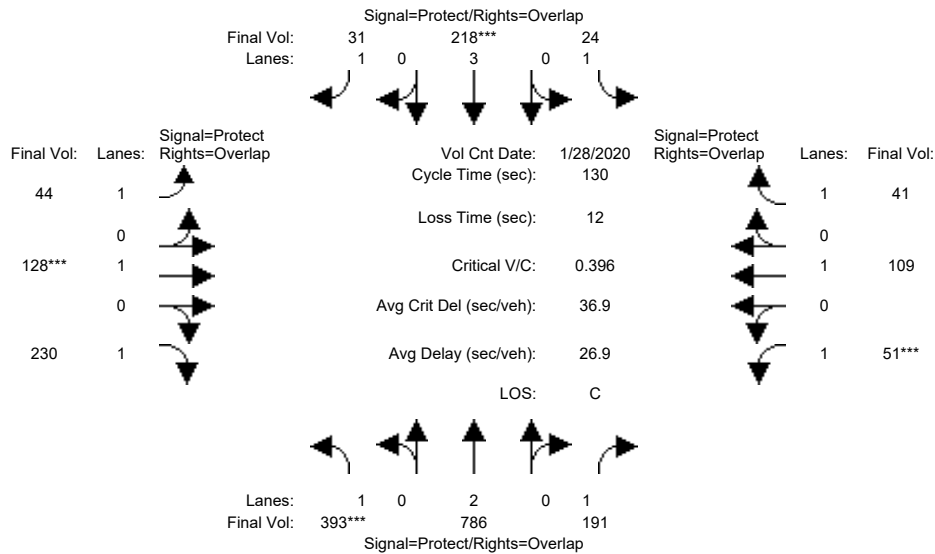 Signal=Protect/Rights=Overlap
Final Vol: 31 218*** 24
Lanes: 1 0 3 0 1
Signal=Protect Signal=Protect
Final Vol: Lanes: Rights=Overlap Vol Cnt Date: 1/28/2020 Rights=Overlap Lanes: Final Vol:
Cycle Time (sec): 130
44 1 1 41
Loss Time (sec): 12
0 0
128*** 1 Critical V/C: 0.396 1 109
0 Avg Crit Del (sec/veh): 36.9 0
230 1 Avg Delay (sec/veh): 26.9 1 51***
LOS: C
Lanes: 1 0 2 0 1
Final Vol: 393*** 786 191
Signal=Protect/Rights=Overlap